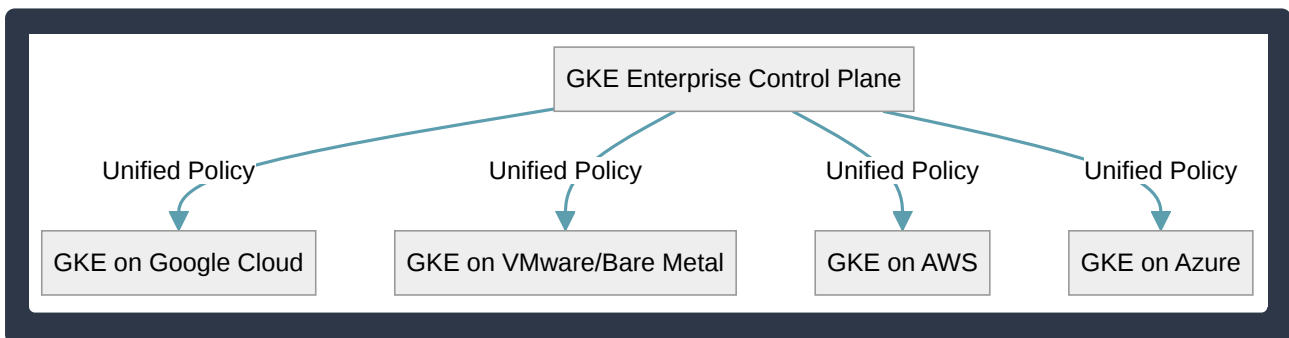 GKE Enterprise Control Plane
Unified Policy
Unified Policy
Unified Policy
Unified Policy
GKE on Google Cloud
GKE on VMware/Bare Metal
GKE on AWS
GKE on Azure